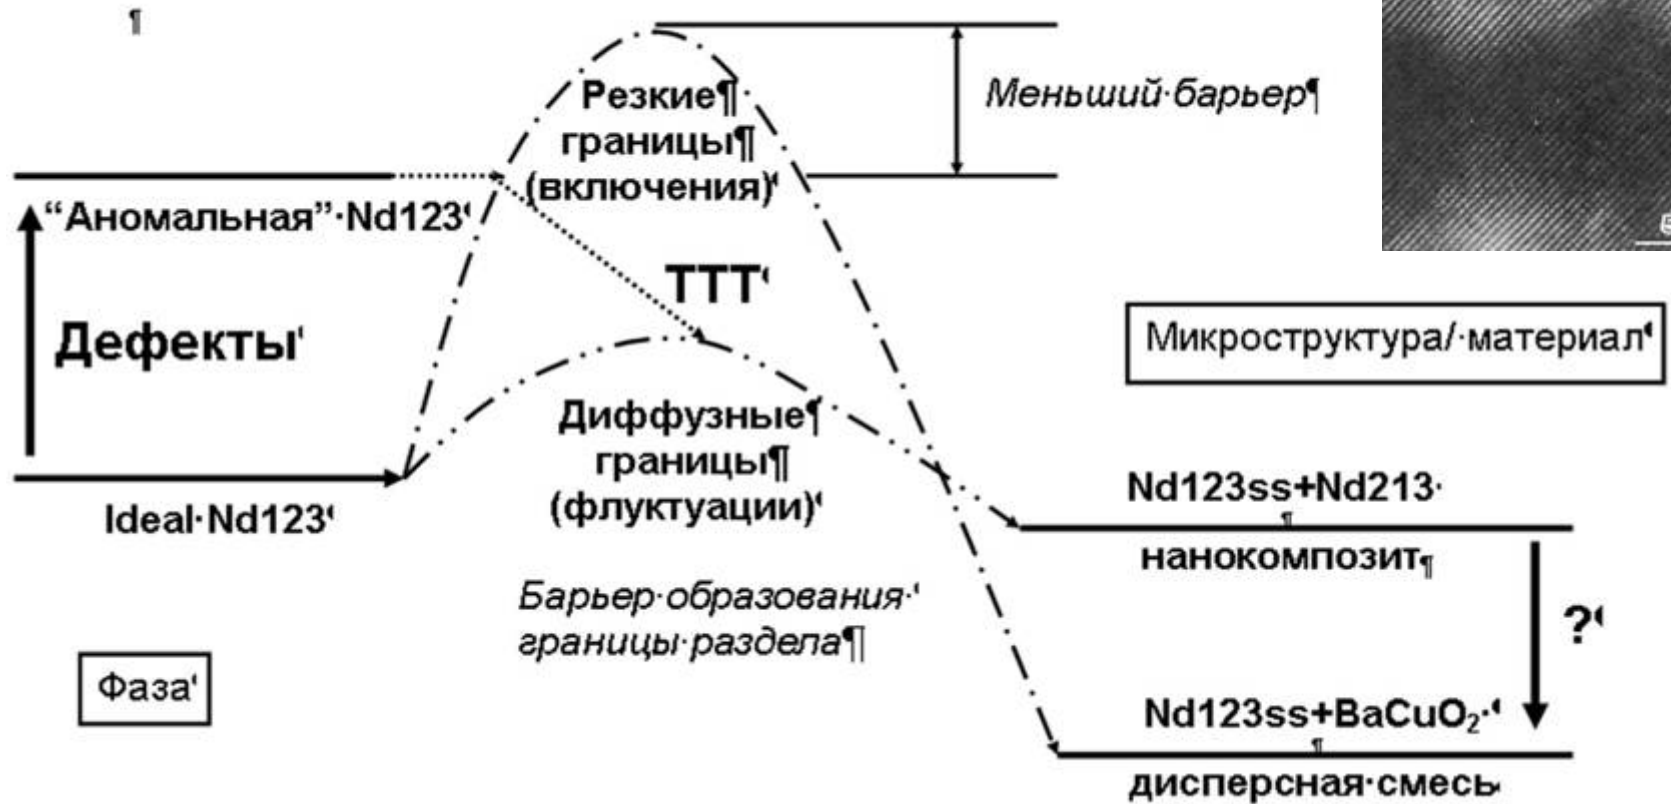 Резкие
границы
(включения)
Меньший барьер
“Аномальная” Nd123
ТТТ
Дефекты
Микроструктура/ материал
Диффузные
границы
(флуктуации)
Ideal Nd123
Nd123ss+Nd213
нанокомпозит
Барьер образования
границы раздела
?
Фаза
Nd123ss+BaCuO₂
дисперсная смесь